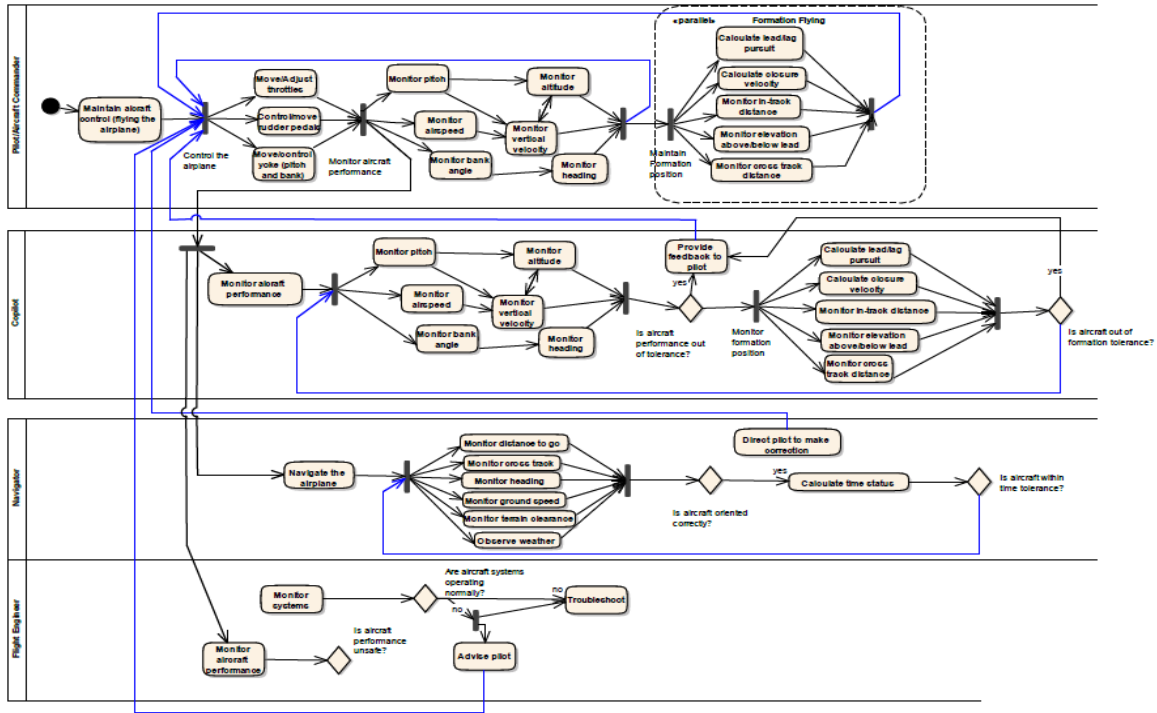 Pilot/Aircraft Commander
Maintain aicraft
control (flying the
airplane)
Control the
airplane
Move/Adjust
throttles
Control/move
rudder pedals
Move/control
yoke (pitch
and bank)
Monitor aircraft
performance
Monitor pitch
Monitor
airspeed
Monitor bank
angle
Monitor
altitude
Monitor
vertical
velocity
Monitor
heading
«parallel»
Formation Flying
Maintain
Formation
position
Calculate lead/lag
pursuit
Calculate closure
velocity
Monitor in-track
distance
Monitor elevation
above/below lead
Monitor cross track
distance
Copilot
Monitor aicraft
performance
Monitor pitch
Monitor
airspeed
Monitor bank
angle
Monitor
altitude
Monitor
vertical
velocity
Monitor
heading
Provide
feedback to
pilot
yes
Is aircraft
performance out
of tolerance?
Monitor
formation
position
Calculate lead/lag
pursuit
Calculate closure
velocity
Monitor in-track distance
Monitor elevation
above/below lead
Monitor cross
track distance
yes
Is aircraft out of
formation tolerance?
Navigator
Navigate the
airplane
Monitor distance to go
Monitor cross track
Monitor heading
Monitor ground speed
Monitor terrain clearance
Observe weather
Direct pilot to make
correction
Is aircraft oriented
correctly?
yes
Calculate time status
Is aircraft within
time tolerance?
Flight Engineer
Monitor
systems
Are aircraft systems
operating
normally?
no
no
Troubleshoot
Monitor
aircraft
performance
Is aircraft
performance
unsafe?
Advise pilot